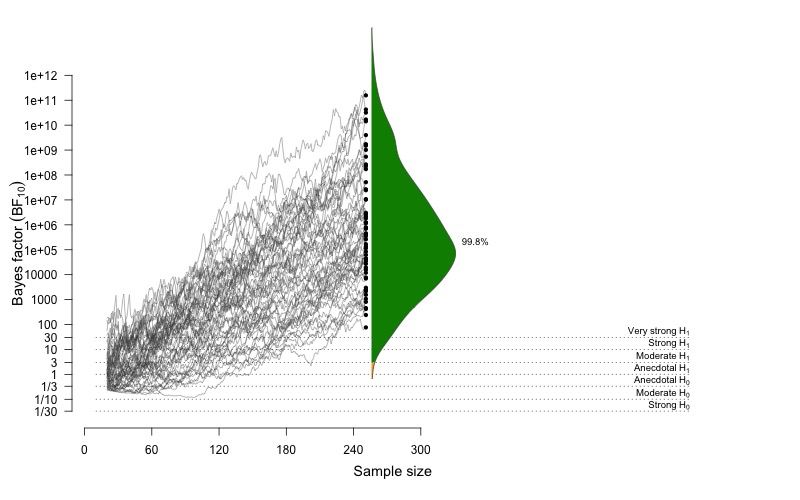 1e+12
1e+11
1e+10
1e+09
1e+08
1e+07
1e+06
1e+05
10000
1000
100
30
10
3
1
1/3
1/10
1/30
Bayes factor (BF₁₀)
99.8%
Very strong H₁
Strong H₁
Moderate H₁
Anecdotal H₁
Anecdotal H₀
Moderate H₀
Strong H₀
0 60 120 180 240 300
Sample size